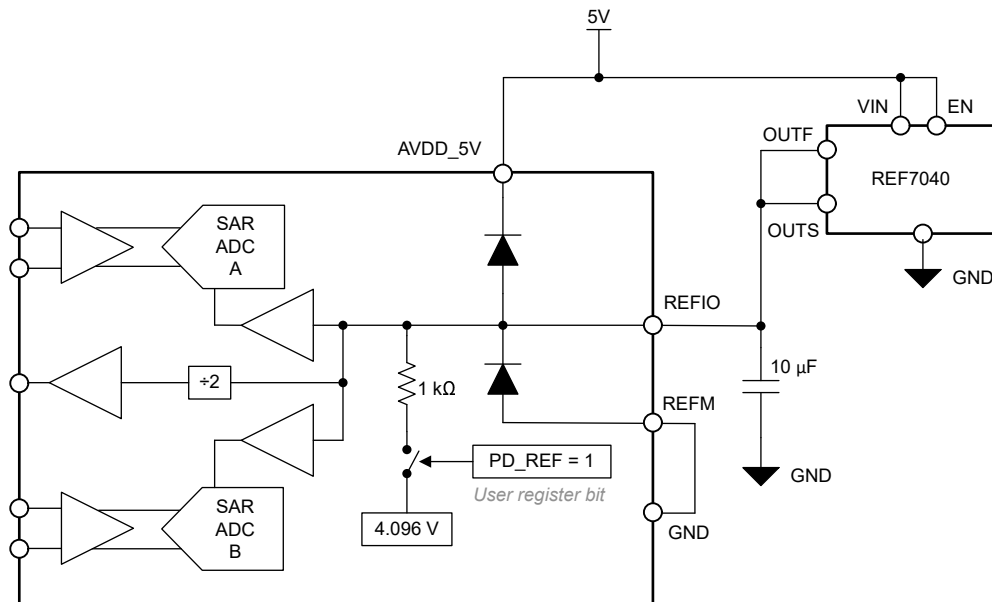 5V
VIN
EN
OUTF
AVDD_5V
REF7040
SAR
ADC
A
OUTS
GND
REFIO
÷2
1 kΩ
10 µF
REFM
PD_REF = 1
GND
User register bit
SAR
ADC
B
4.096 V
GND